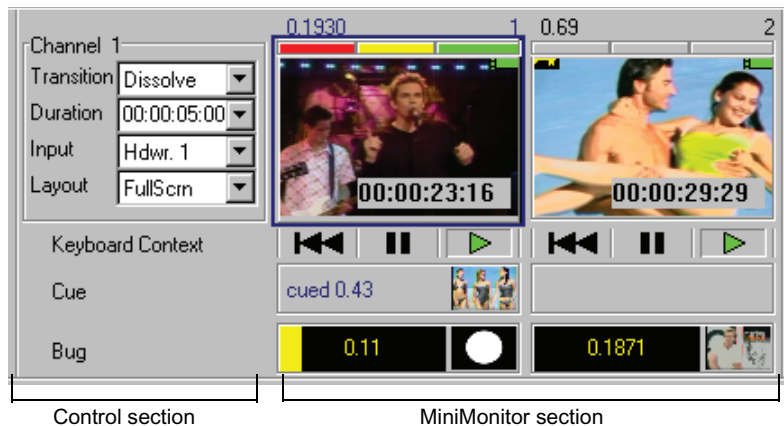 0.1930 1 0.69 2
Channel 1
Transition Dissolve
Duration 00:00:05:00
Input Hdwr. 1
Layout FullScrn
00:00:23:16 00:00:29:29
Keyboard Context
Cue cued 0.43
Bug 0.11 0.1871
Control section MiniMonitor section